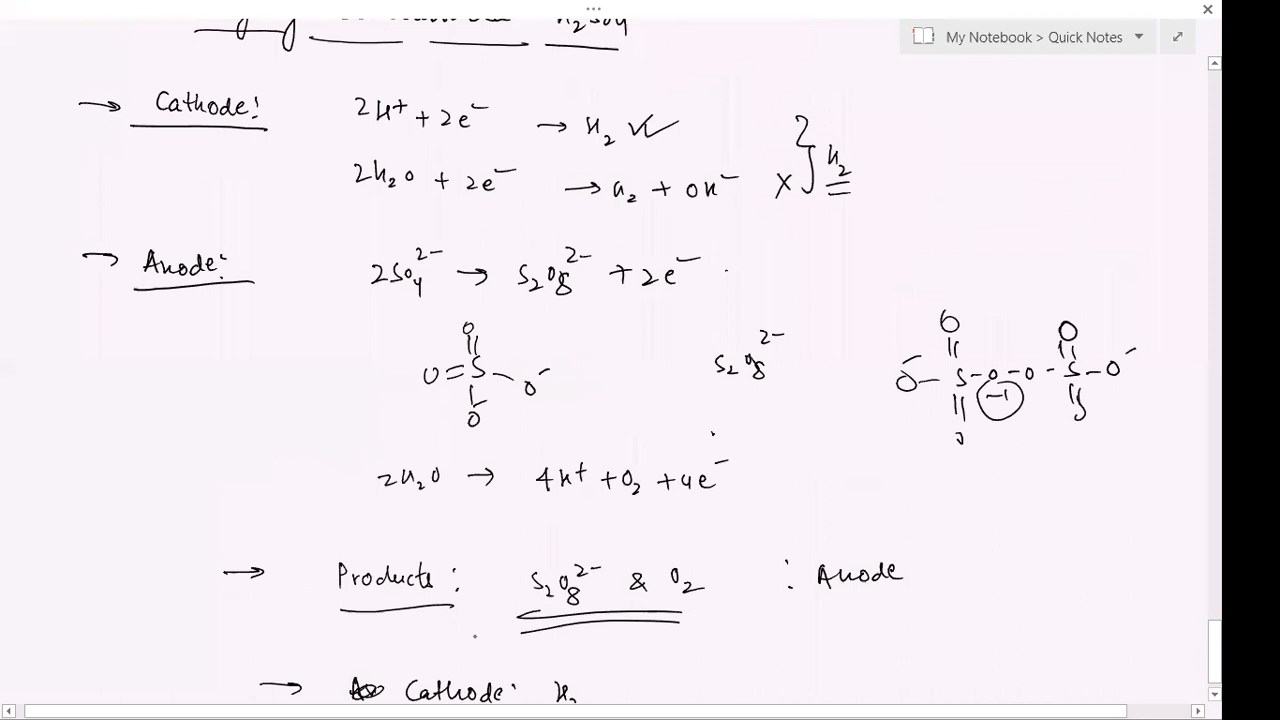 H₂SO₄
My Notebook > Quick Notes
→ Cathode: 2H⁺ + 2e⁻ → H₂ ✓
2H₂O + 2e⁻ → H₂ + OH⁻ X } H₂
→ Anode: 2SO₄²⁻ → S₂O₈²⁻ + 2e⁻
O O O
S₂O₈²⁻
O = S - O⁻ O⁻ - S - O - O - S - O⁻
-1
O O
2H₂O → 4H⁺ + O₂ + 4e⁻
→ Products: S₂O₈²⁻ & O₂ : Anode
→ Cathode: H₂